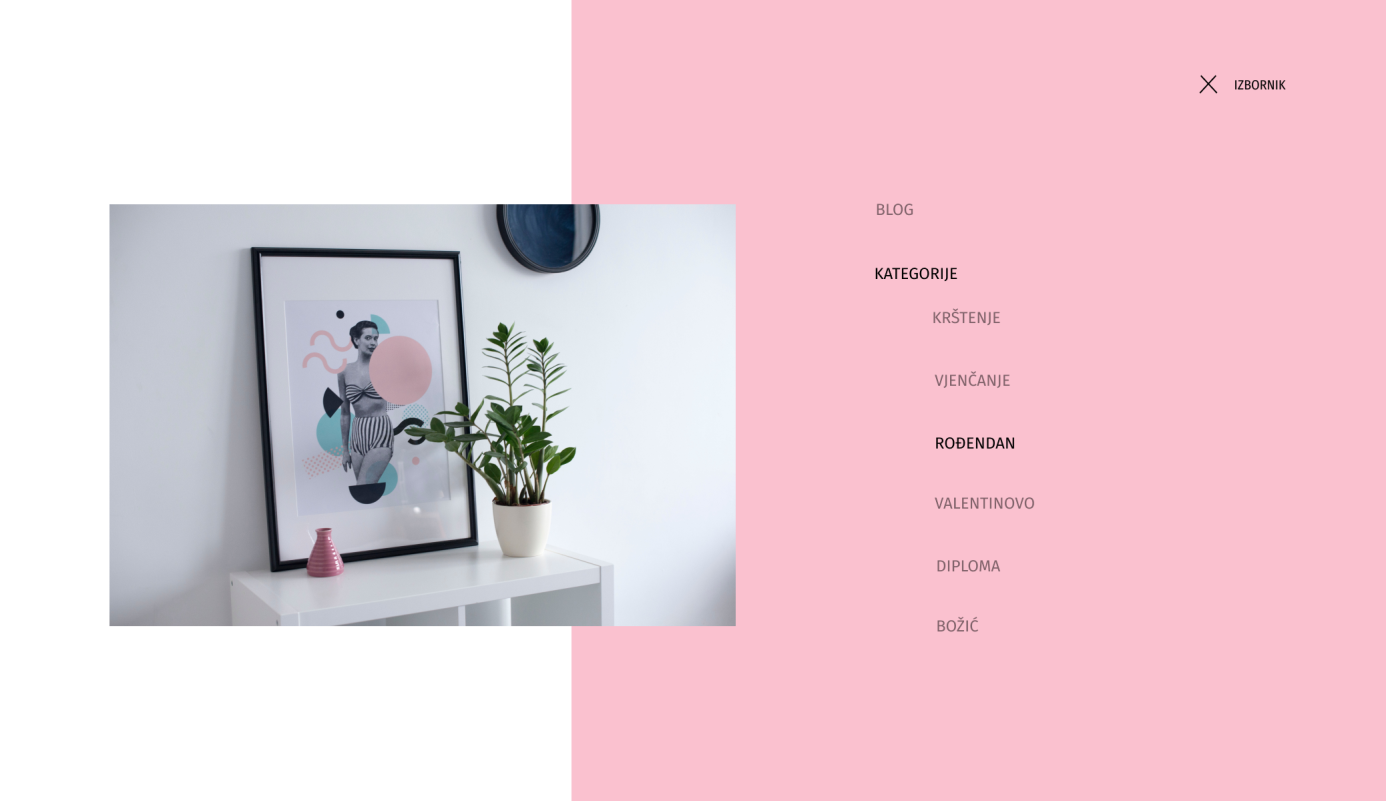 IZBORNIK
BLOG
KATEGORIJE
KRŠTENJE
VJENČANJE
ROĐENDAN
VALENTINOVO
DIPLOMA
BOŽIĆ